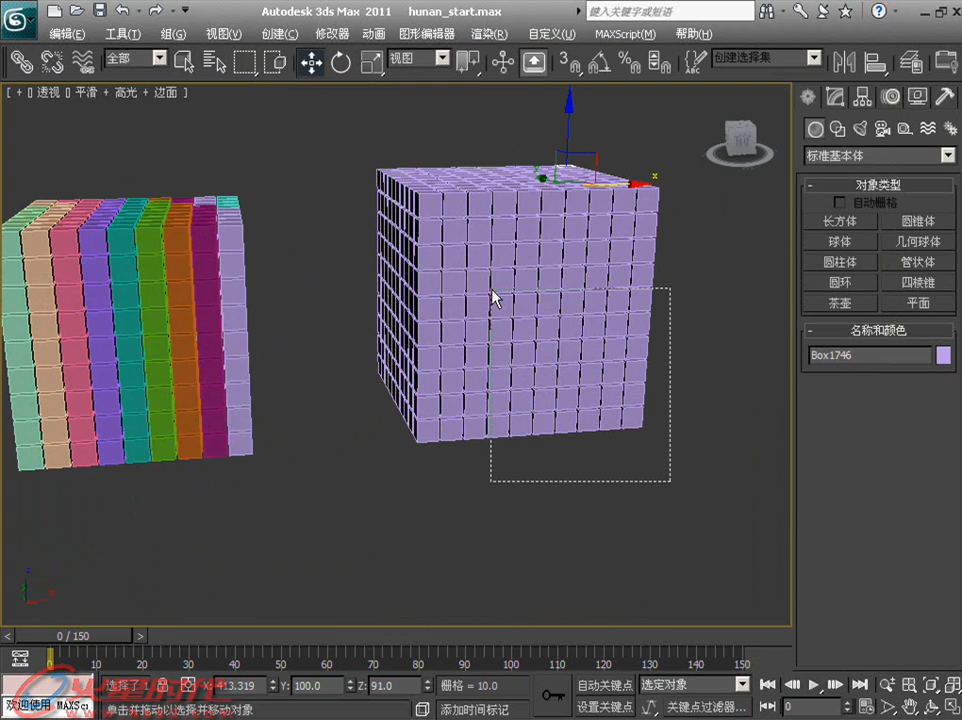 Autodesk 3ds Max 2011 hunan_start.max
键入关键字或短语
编辑(E) 工具(T) 组(G) 视图(V) 创建(C) 修改器 动画 图形编辑器 渲染(R) 自定义(U) MAXScript(M) 帮助(H)
全部 视图 创建选择集
[ + 0 透视 0 平滑 + 高光 + 边面 ]
标准基本体
对象类型
自动栅格
长方体 圆锥体
球体 几何球体
圆柱体 管状体
圆环 四棱锥
茶壶 平面
名称和颜色
Box1746
x
0 / 150
0 10 20 30 40 50 60 70 80 90 100 110 120 130 140 150
选择了 1 X: 413.319 Y: 100.0 Z: 91.0 栅格 = 10.0 自动关键点 选定对象
欢迎使用 MAXSc: 单击并拖动以选择并移动对象 添加时间标记 设置关键点 关键点过滤器... 0